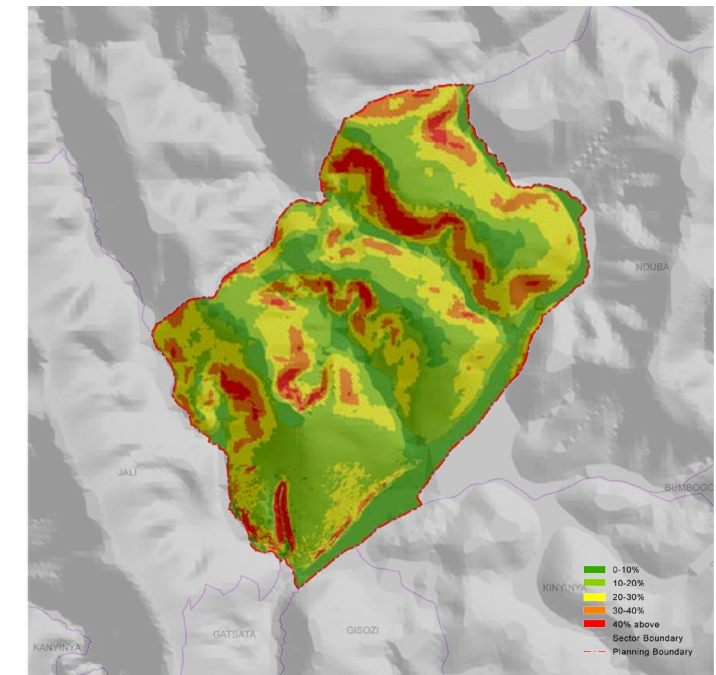 NDUBA
JALI
BUMBOGO
0-10%
KINYINYA
10-20%
20-30%
30-40%
40% above
GATSATA
GISOZI
Sector Boundary
KANYINYA
Planning Boundary